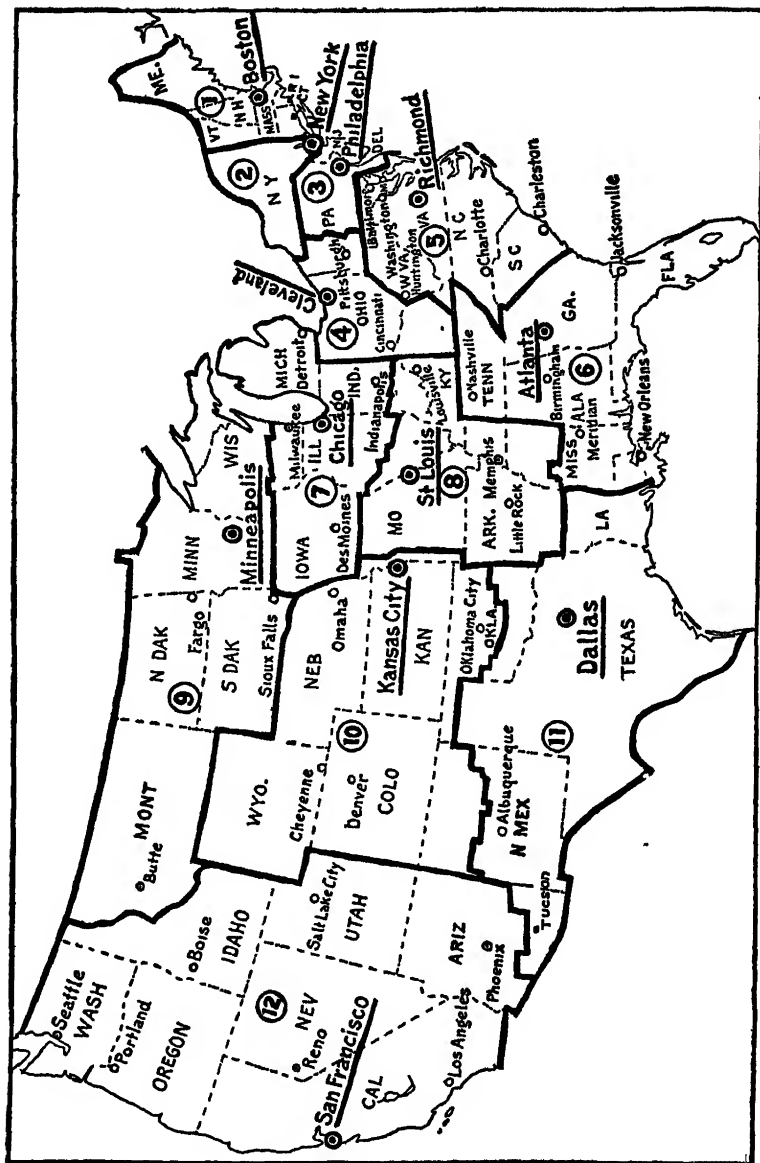 Seattle
WASH
Portland
OREGON
Boise
IDAHO
Butte
MONT
12
NEV
Reno
San Francisco
CAL
Los Angeles
Salt Lake City
UTAH
ARIZ
Phoenix
Tucson
WYO.
Cheyenne
Denver
COLO
10
Albuquerque
N MEX
11
N DAK
Fargo
9
S DAK
Sioux Falls
NEB
Omaha
Kansas City
KAN
Oklahoma City
OKLA
Dallas
TEXAS
MINN
Minneapolis
WIS
IOWA
Des Moines
7
Milwaukee
ILL
Chicago
IND.
Indianapolis
MICH
Detroit
MO
St Louis
8
Louisville
KY
ARK.
Memphis
Little Rock
LA
Nashville
TENN
Atlanta
GA.
Birmingham
6
MISS
ALA
Meridian
New Orleans
Jacksonville
FLA
Cleveland
4
OHIO
Pittsburgh
Cincinnati
Baltimore
Washington
W VA
Huntington
VA
Richmond
5
N C
Charlotte
S C
Charleston
2
N Y
3
PA
N J
DEL
New York
Philadelphia
ME.
1
VT
N H
MASS
R I
CT
Boston